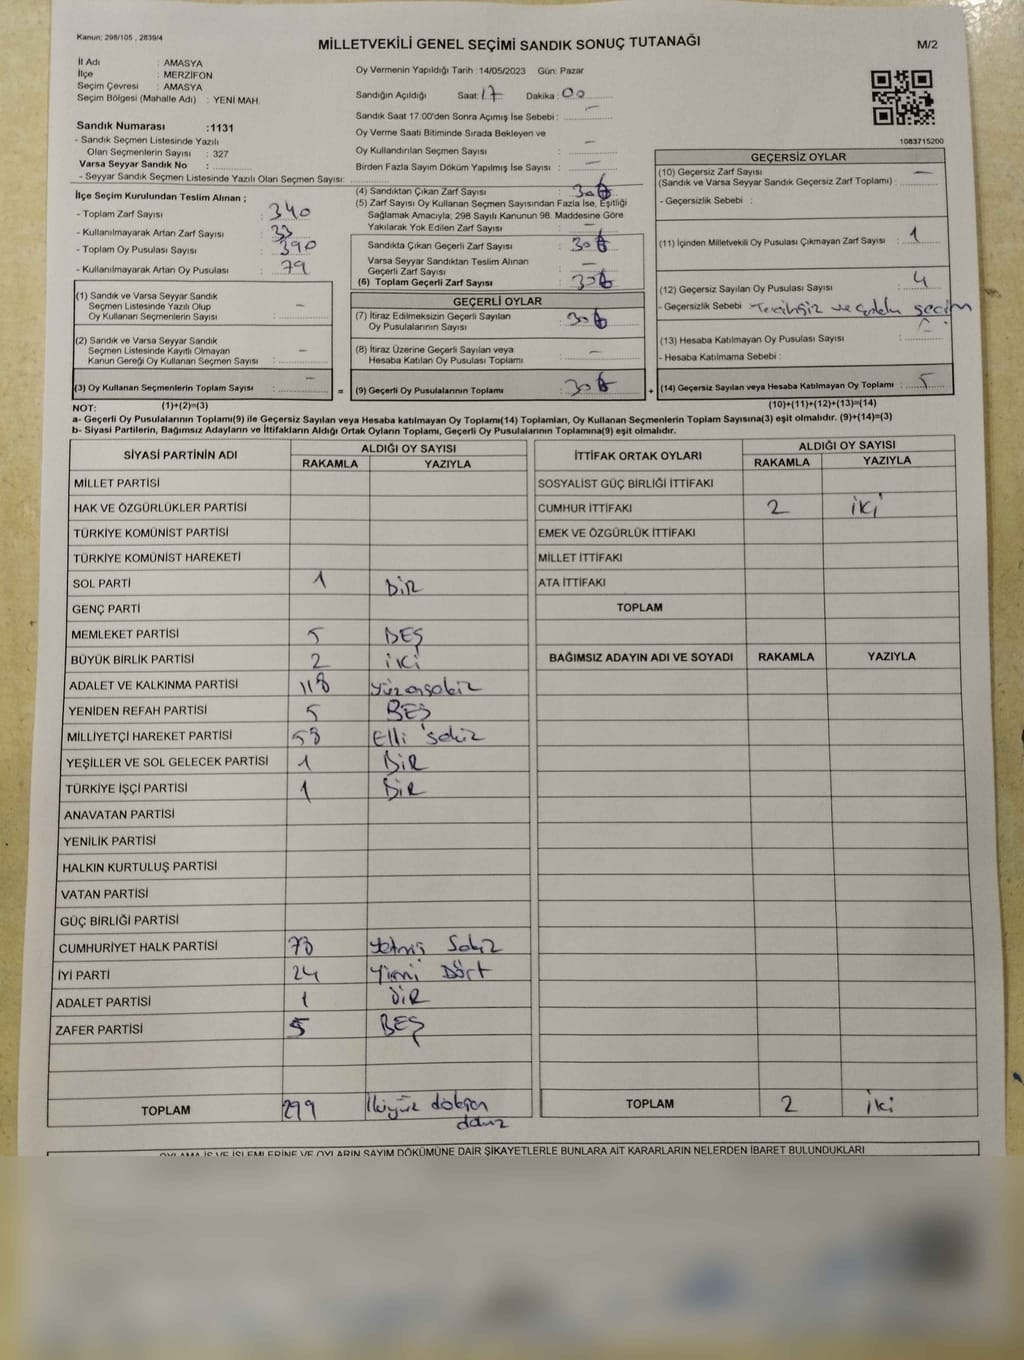 Kanun: 298/105 , 2839/4
MİLLETVEKİLİ GENEL SEÇİMİ SANDIK SONUÇ TUTANAĞI
M/2
İl Adı : AMASYA
İlçe : MERZİFON
Seçim Çevresi : AMASYA
Seçim Bölgesi (Mahalle Adı) : YENİ MAH.
Sandık Numarası :1131
- Sandık Seçmen Listesinde Yazılı
Olan Seçmenlerin Sayısı : 327
Varsa Seyyar Sandık No :
- Seyyar Sandık Seçmen Listesinde Yazılı Olan Seçmen Sayısı:
İlçe Seçim Kurulundan Teslim Alınan ;
- Toplam Zarf Sayısı : 340
- Kullanılmayarak Artan Zarf Sayısı : 33
- Toplam Oy Pusulası Sayısı : 390
- Kullanılmayarak Artan Oy Pusulası : 79
(1) Sandık ve Varsa Seyyar Sandık
Seçmen Listesinde Yazılı Olup
Oy Kullanan Seçmenlerin Sayısı : –
(2) Sandık ve Varsa Seyyar Sandık
Seçmen Listesinde Kayıtlı Olmayan
Kanun Gereği Oy Kullanan Seçmen Sayısı : –
(3) Oy Kullanan Seçmenlerin Toplam Sayısı : –
Oy Vermenin Yapıldığı Tarih :14/05/2023 Gün: Pazar
Sandığın Açıldığı Saat: 17 Dakika : 00
Sandık Saat 17:00'den Sonra Açımış İse Sebebi : –
Oy Verme Saati Bitiminde Sırada Bekleyen ve
Oy Kullandırılan Seçmen Sayısı : –
Birden Fazla Sayım Döküm Yapılmış İse Sayısı : –
(4) Sandıktan Çıkan Zarf Sayısı : 306
(5) Zarf Sayısı Oy Kullanan Seçmen Sayısından Fazla İse, Eşitliği
Sağlamak Amacıyla; 298 Sayılı Kanunun 98. Maddesine Göre
Yakılarak Yok Edilen Zarf Sayısı : –
Sandıkta Çıkan Geçerli Zarf Sayısı : 306
Varsa Seyyar Sandıktan Teslim Alınan
Geçerli Zarf Sayısı : –
(6) Toplam Geçerli Zarf Sayısı : 306
GEÇERLİ OYLAR
(7) İtiraz Edilmeksizin Geçerli Sayılan
Oy Pusulalarının Sayısı : 306
(8) İtiraz Üzerine Geçerli Sayılan veya
Hesaba Katılan Oy Pusulası Toplamı : –
= (9) Geçerli Oy Pusulalarının Toplamı : 306
1083715200
GEÇERSİZ OYLAR
(10) Geçersiz Zarf Sayısı –
(Sandık ve Varsa Seyyar Sandık Geçersiz Zarf Toplamı) :
- Geçersizlik Sebebi :
(11) İçinden Milletvekili Oy Pusulası Çıkmayan Zarf Sayısı : 1
(12) Geçersiz Sayılan Oy Pusulası Sayısı : 4
- Geçersizlik Sebebi seçim
(13) Hesaba Katılmayan Oy Pusulası Sayısı :
- Hesaba Katılmama Sebebi :
+ (14) Geçersiz Sayılan veya Hesaba Katılmayan Oy Toplamı : 5
NOT: (1)+(2)=(3) (10)+(11)+(12)+(13)=(14)
a- Geçerli Oy Pusulalarının Toplamı(9) ile Geçersiz Sayılan veya Hesaba katılmayan Oy Toplamı(14) Toplamları, Oy Kullanan Seçmenlerin Toplam Sayısına(3) eşit olmalıdır. (9)+(14)=(3)
b- Siyasi Partilerin, Bağımsız Adayların ve İttifakların Aldığı Ortak Oyların Toplamı, Geçerli Oy Pusulalarının Toplamına(9) eşit olmalıdır.
SİYASİ PARTİNİN ADI ALDIĞI OY SAYISI
RAKAMLA YAZIYLA
MİLLET PARTİSİ
HAK VE ÖZGÜRLÜKLER PARTİSİ
TÜRKİYE KOMÜNİST PARTİSİ
TÜRKİYE KOMÜNİST HAREKETİ
SOL PARTİ 1 BİR
GENÇ PARTİ
MEMLEKET PARTİSİ 5 BEŞ
BÜYÜK BİRLİK PARTİSİ 2 iKi
ADALET VE KALKINMA PARTİSİ 118 yüzonsekiz
YENİDEN REFAH PARTİSİ 5 BEŞ
MİLLİYETÇİ HAREKET PARTİSİ 58 Elli sekiz
YEŞİLLER VE SOL GELECEK PARTİSİ 1 BİR
TÜRKİYE İŞÇİ PARTİSİ 1 BİR
ANAVATAN PARTİSİ
YENİLİK PARTİSİ
HALKIN KURTULUŞ PARTİSİ
VATAN PARTİSİ
GÜÇ BİRLİĞİ PARTİSİ
CUMHURİYET HALK PARTİSİ 78 Yetmiş Sekiz
İYİ PARTİ 24 Yirmi Dört
ADALET PARTİSİ 1 BİR
ZAFER PARTİSİ 5 BEŞ
TOPLAM 299 İkiyüz doksan
dokuz
İTTİFAK ORTAK OYLARI ALDIĞI OY SAYISI
RAKAMLA YAZIYLA
SOSYALİST GÜÇ BİRLİĞİ İTTİFAKI
CUMHUR İTTİFAKI 2 iki
EMEK VE ÖZGÜRLÜK İTTİFAKI
MİLLET İTTİFAKI
ATA İTTİFAKI
TOPLAM
BAĞIMSIZ ADAYIN ADI VE SOYADI RAKAMLA YAZIYLA
TOPLAM 2 iki
OYLAMA İŞ VE İŞLEMLERİNE VE OYLARIN SAYIM DÖKÜMÜNE DAİR ŞİKAYETLERLE BUNLARA AİT KARARLARIN NELERDEN İBARET BULUNDUKLARI